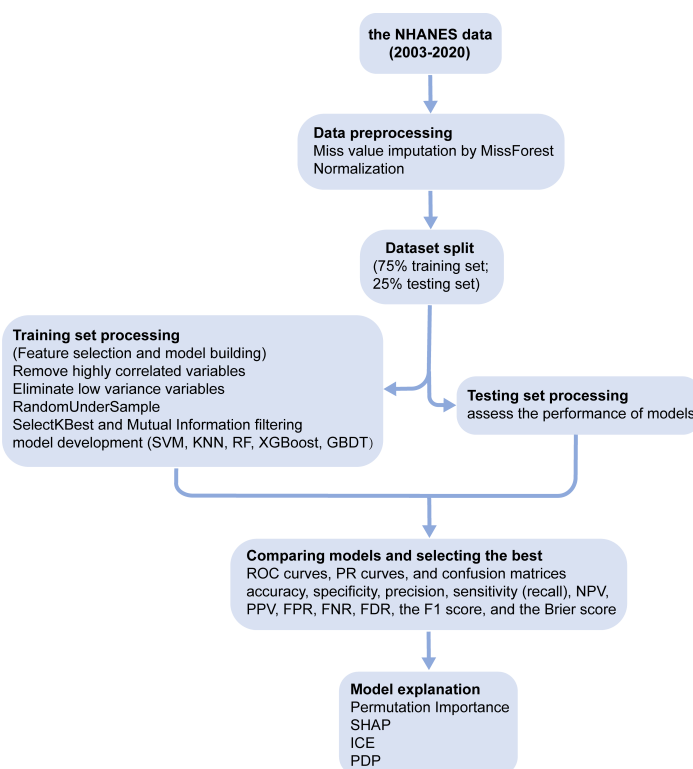 the NHANES data
(2003-2020)
Data preprocessing
Miss value imputation by MissForest
Normalization
Dataset split
(75% training set;
25% testing set)
Training set processing
(Feature selection and model building)
Remove highly correlated variables
Eliminate low variance variables
RandomUnderSample
SelectKBest and Mutual Information filtering
model development (SVM, KNN, RF, XGBoost, GBDT）
Testing set processing
assess the performance of models
Comparing models and selecting the best
ROC curves, PR curves, and confusion matrices
accuracy, specificity, precision, sensitivity (recall), NPV,
PPV, FPR, FNR, FDR, the F1 score, and the Brier score
Model explanation
Permutation Importance
SHAP
ICE
PDP